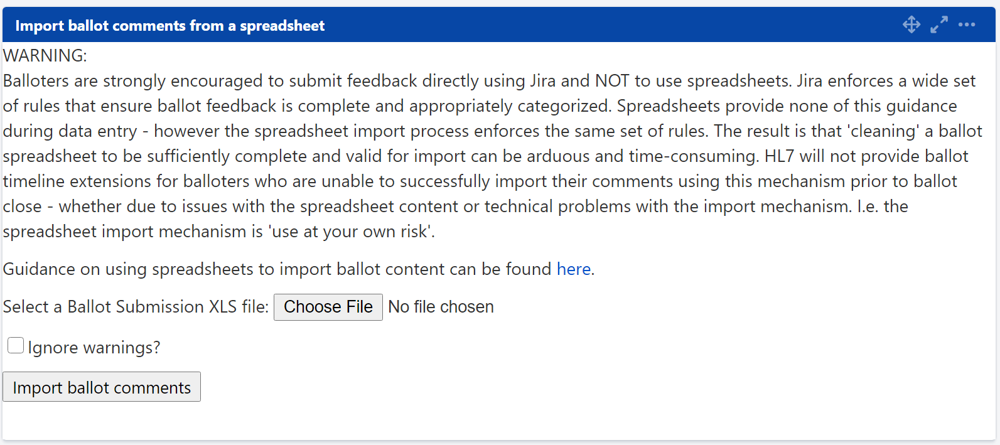 Import ballot comments from a spreadsheet
WARNING:
Balloters are strongly encouraged to submit feedback directly using Jira and NOT to use spreadsheets. Jira enforces a wide set
of rules that ensure ballot feedback is complete and appropriately categorized. Spreadsheets provide none of this guidance
during data entry - however the spreadsheet import process enforces the same set of rules. The result is that 'cleaning' a ballot
spreadsheet to be sufficiently complete and valid for import can be arduous and time-consuming. HL7 will not provide ballot
timeline extensions for balloters who are unable to successfully import their comments using this mechanism prior to ballot
close - whether due to issues with the spreadsheet content or technical problems with the import mechanism. I.e. the
spreadsheet import mechanism is 'use at your own risk'.
Guidance on using spreadsheets to import ballot content can be found here.
Select a Ballot Submission XLS file: Choose File No file chosen
Ignore warnings?
Import ballot comments